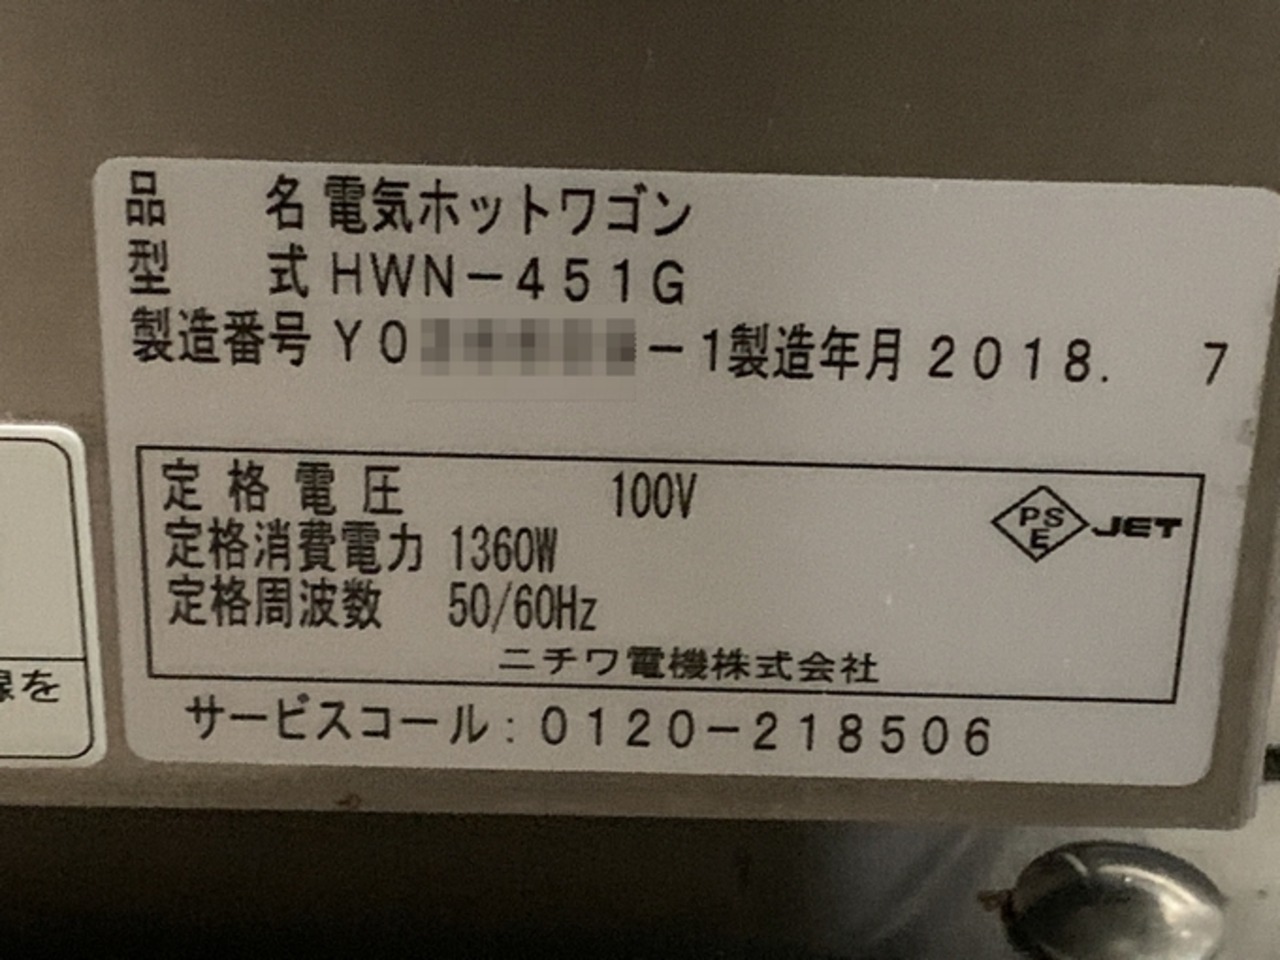 品 名 電気ホットワゴン
型 式 HWN-451G
製造番号 Y0 -1 製造年月 2018. 7
定格電圧 100V
定格消費電力 1360W
定格周波数 50/60Hz
PSE JET
ニチワ電機株式会社
サービスコール:0120-218506
線を